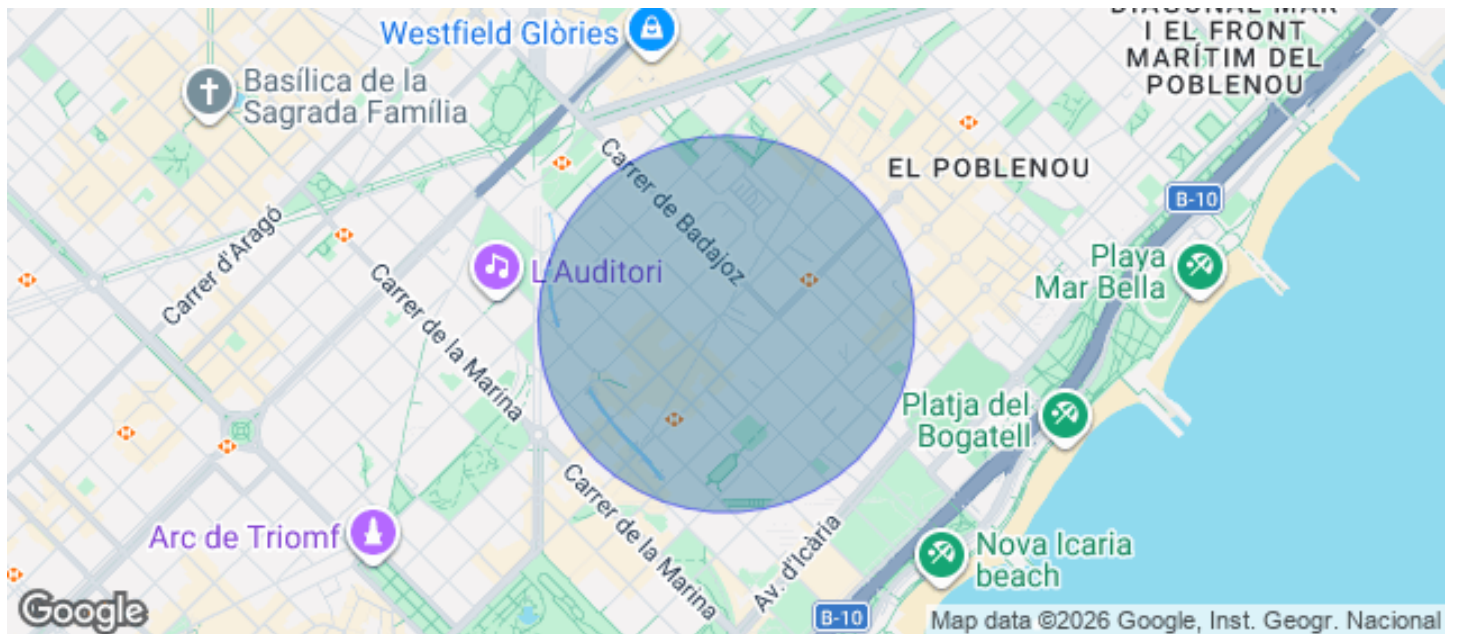 Westfield Glòries
Basílica de la
Sagrada Família
DIAGONAL MAR
I EL FRONT
MARÍTIM DEL
POBLENOU
Carrer de Badajoz
EL POBLENOU
B-10
Carrer d'Aragó
L'Auditori
Playa
Mar Bella
Carrer de la Marina
Platja del
Bogatell
Arc de Triomf
Carrer de la Marina
Av. d'Icària
Nova Icaria
beach
Google
B-10
Map data ©2026 Google, Inst. Geogr. Nacional